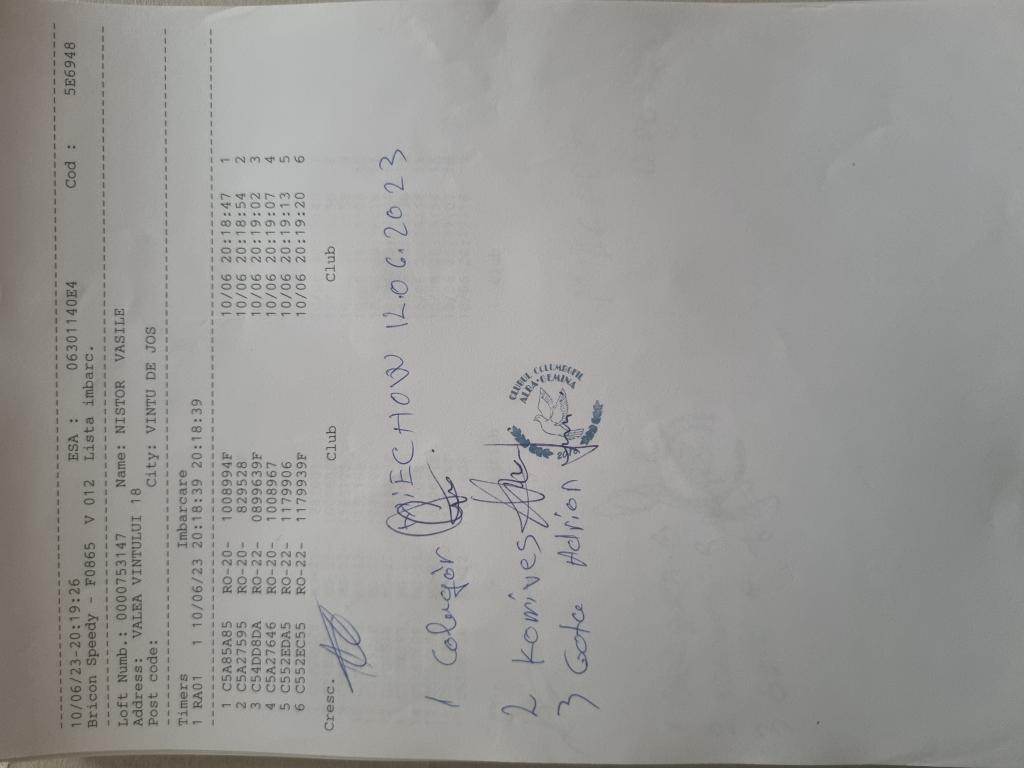 --------------------------------------------------------------------------------
10/06/23-20:19:26 ESA : 06301140E4 Cod : 5E6948
Bricon Speedy - F0865 V 012 Lista imbarc.
--------------------------------------------------------------------------------
Loft Numb.: 0000753147 Name: NISTOR VASILE
Address: VALEA VINTULUI 18
Post code: City: VINTU DE JOS
--------------------------------------------------------------------------------
Timers Imbarcare
1 RA01 1 10/06/23 20:18:39 20:18:39
--------------------------------------------------------------------------------
1 C5A85A85 RO-20- 1008994F 10/06 20:18:47 1
2 C5A27595 RO-20- 829528 10/06 20:18:54 2
3 C54DD8DA RO-22- 0899639F 10/06 20:19:02 3
4 C5A27646 RO-20- 1008967 10/06 20:19:07 4
5 C552EDA5 RO-22- 1179906 10/06 20:19:13 5
6 C552EC55 RO-22- 1179939F 10/06 20:19:20 6
Cresc. Club Club
MIECHOW 12.06.2023
1
2 Komives
3 Gota Adrian
CLUBUL COLUMBOFIL
ALBA-GEMINA